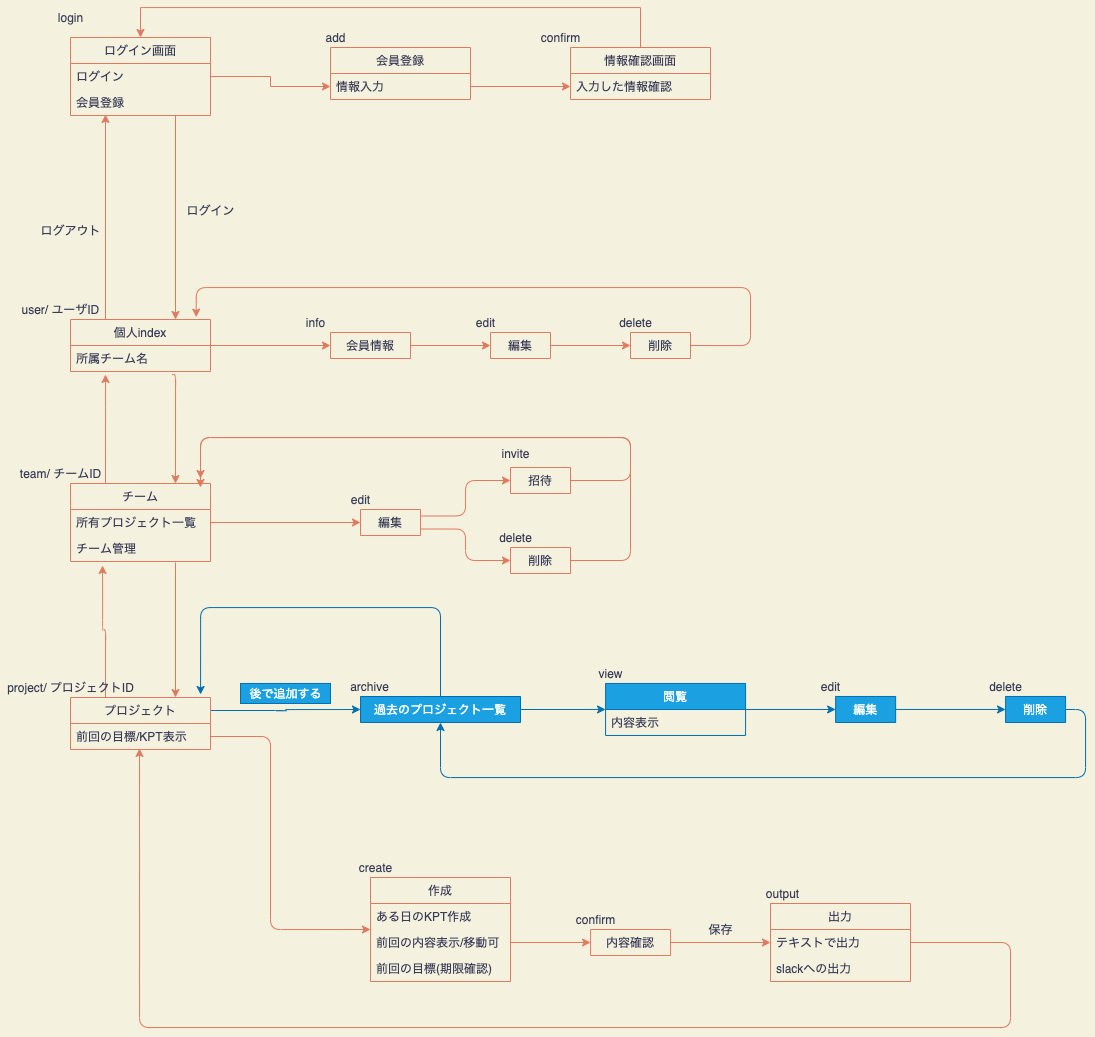 login
ログイン画面
ログイン
会員登録
add
会員登録
情報入力
confirm
情報確認画面
入力した情報確認
ログイン
ログアウト
user/ ユーザID
個人index
所属チーム名
info
会員情報
edit
編集
delete
削除
team/ チームID
チーム
所有プロジェクト一覧
チーム管理
edit
編集
invite
招待
delete
削除
project/ プロジェクトID
プロジェクト
前回の目標/KPT表示
後で追加する
archive
過去のプロジェクト一覧
view
閲覧
内容表示
edit
編集
delete
削除
create
作成
ある日のKPT作成
前回の内容表示/移動可
前回の目標(期限確認)
confirm
内容確認
保存
output
出力
テキストで出力
slackへの出力